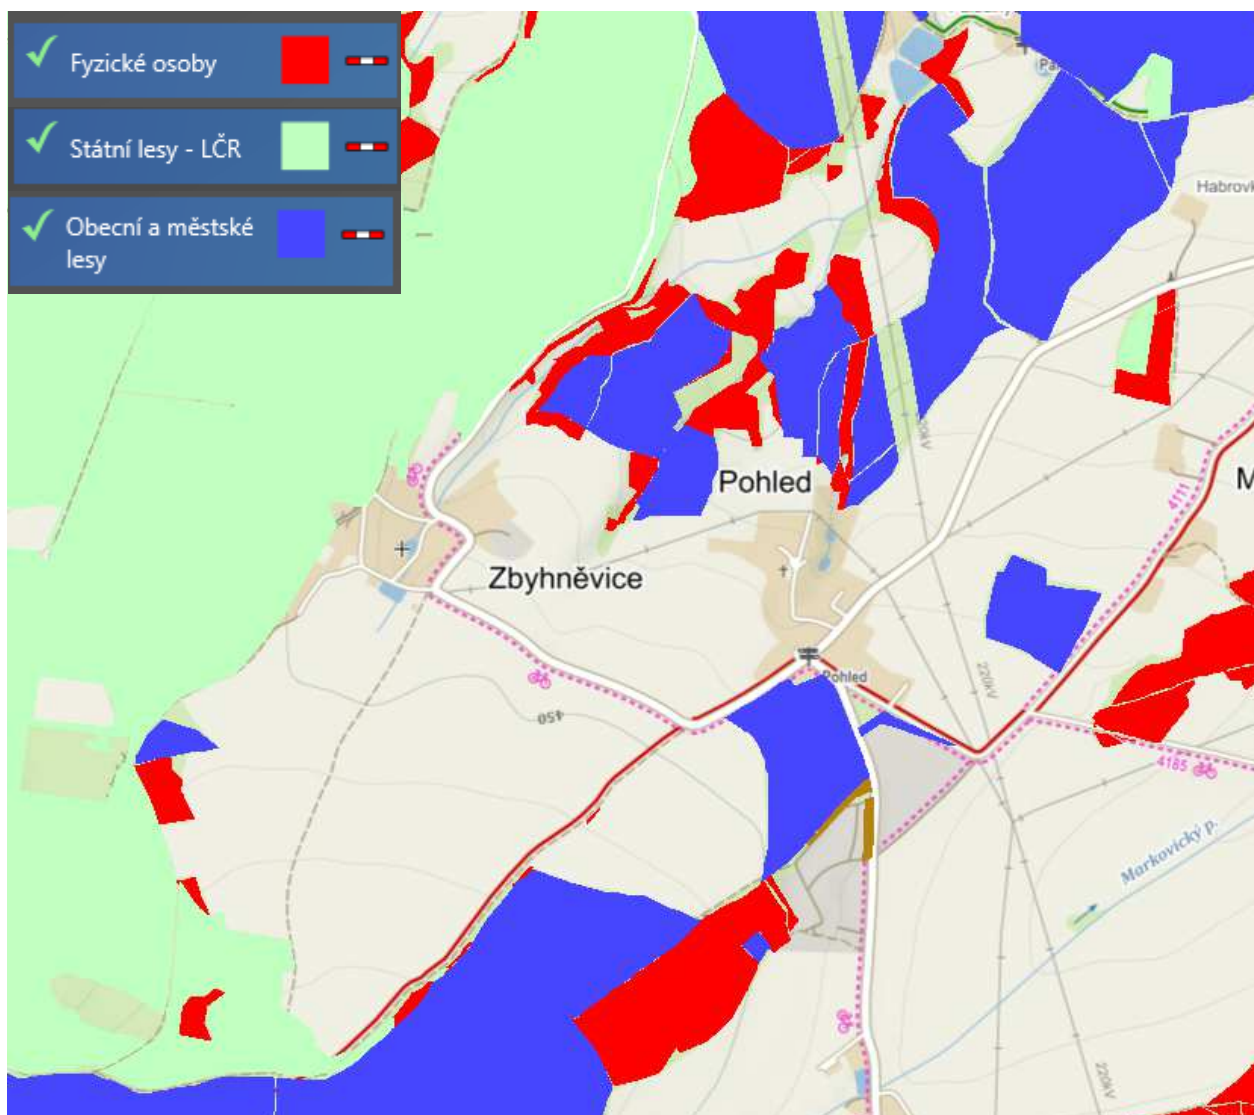 Fyzické osoby
Státní lesy - LČR
Obecní a městské
lesy
Habrovk
220kV
Pohled
M
4111
Zbyhněvice
Pohled
220kV
450
4185
Markovický p.
220kV